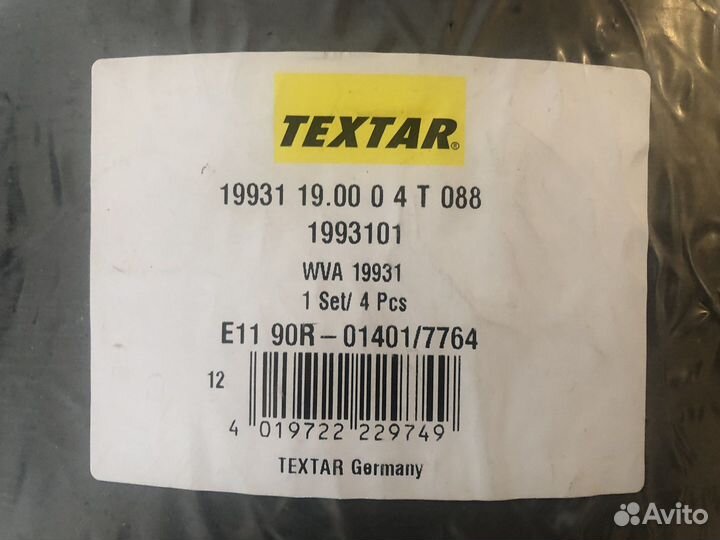 TEXTAR®
19931 19.00 0 4 T 088
1993101
WVA 19931
1 Set/ 4 Pcs
E11 90R-01401/7764
12
4 019722 229749
TEXTAR Germany
Avito